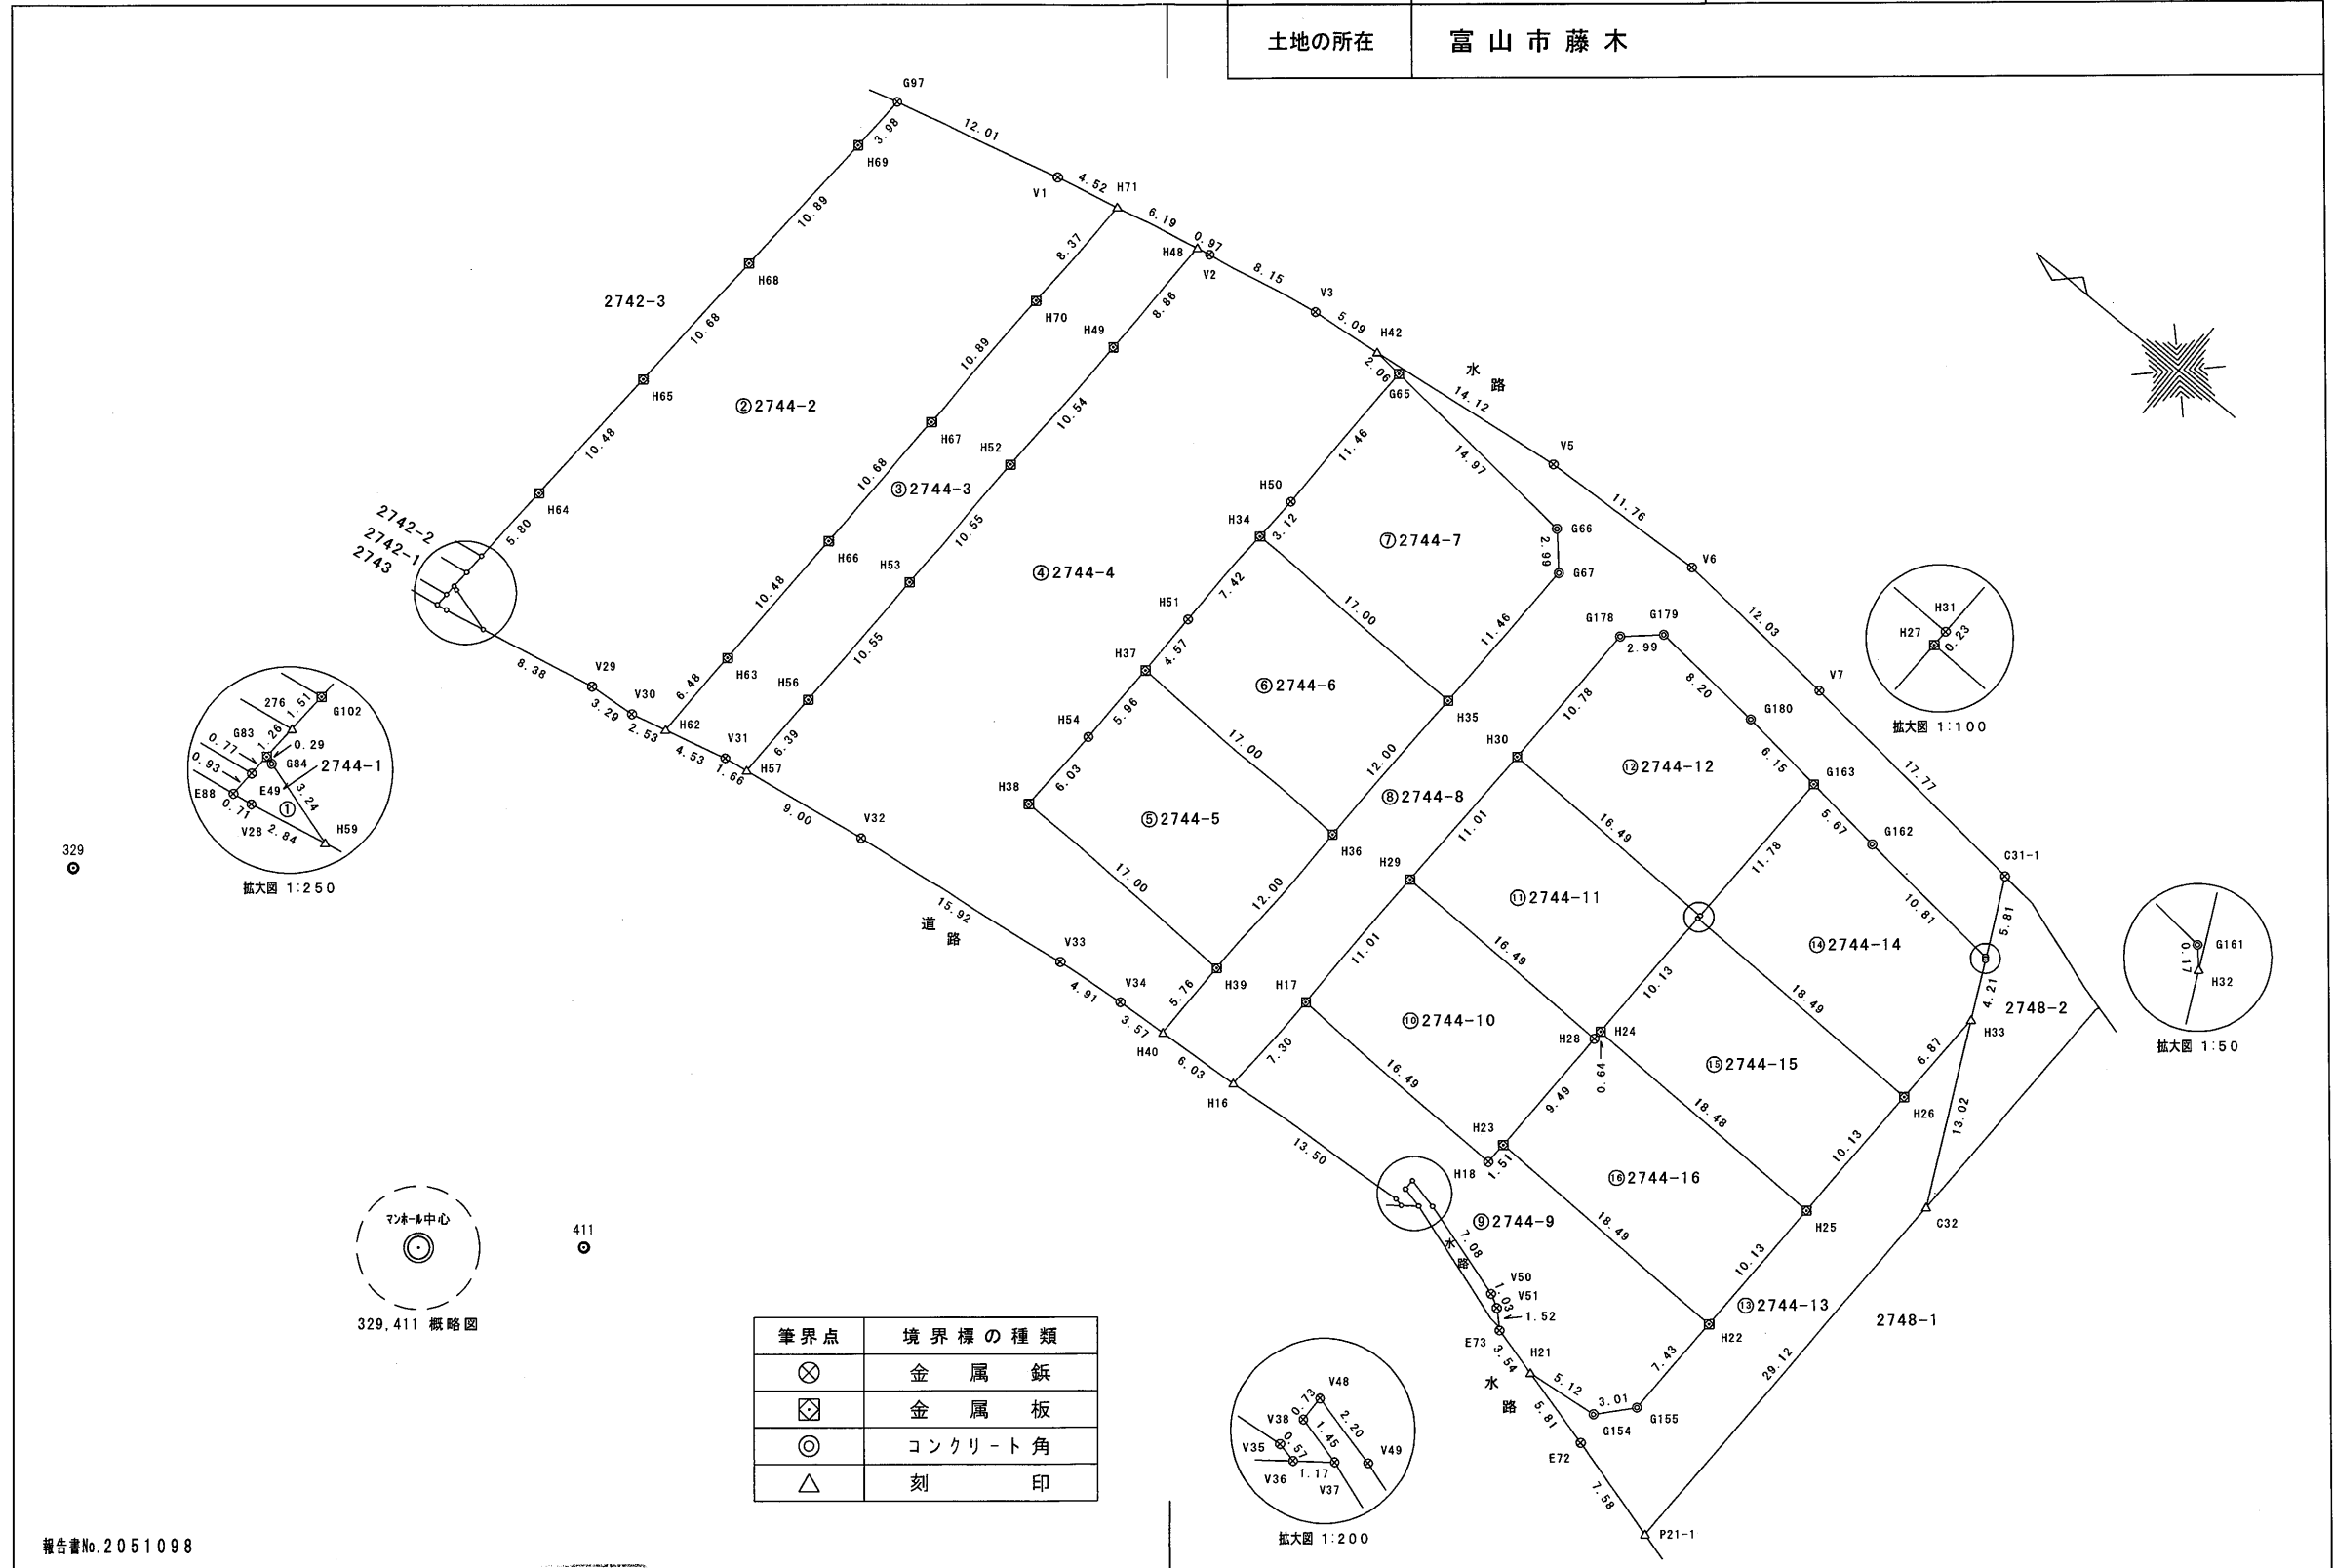 土地の所在 富山市藤木
G97
3.98
12.01
H69
V1
4.52
H71
6.19
10.89
8.37
H48
0.97
V2
8.15
H68
H70
8.86
V3
5.09
H42
2742-3
H49
2.06
水路
G65
14.12
10.68
10.89
H65
②2744-2
10.54
11.46
14.97
V5
H67
H52
10.48
10.68
③2744-3
H50
11.76
H64
H34
3.12
G66
2742-2
2742-1
2743
5.80
10.55
⑦2744-7
2.99
V6
H66
H53
④2744-4
G67
7.42
17.00
H51
12.03
10.48
11.46
G178
G179
2.99
H31
H27
0.23
拡大図 1:100
8.38
V29
H63
10.55
H37
4.57
⑥2744-6
8.20
V7
V30
3.29
6.48
H56
H35
10.78
G180
2.53
H62
H54
5.96
17.00
6.15
17.77
4.53
V31
6.39
H30
⑫2744-12
G163
1.66
H57
12.00
276
1.51
G102
G83
1.26
0.77
0.29
G84
2744-1
0.93
E88
E49
3.24
0.71
①
V28
2.84
H59
拡大図 1:250
H38
6.03
⑧2744-8
5.67
9.00
V32
⑤2744-5
11.01
16.49
G162
H36
11.78
329
H29
C31-1
17.00
10.81
⑪2744-11
15.92
道路
12.00
5.81
V33
⑭2744-14
G161
0.17
H32
拡大図 1:50
V34
H39
11.01
16.49
4.91
5.76
H17
10.13
4.21
2748-2
3.57
18.49
H40
⑩2744-10
H28
H24
H33
6.03
7.30
0.64
⑮2744-15
6.87
H16
16.49
H26
9.49
18.48
13.02
13.50
H23
10.13
H18
1.51
⑯2744-16
マンホール中心
411
⑨2744-9
H25
C32
7.08
水路
18.49
10.13
V50
1.03
V51
1.52
⑬2744-13
2748-1
329,411 概略図
E73
3.54
H21
H22
7.43
29.12
水路
5.12
3.01
G155
G154
5.81
E72
7.58
P21-1
筆界点 境界標の種類
金属鋲
金属板
コンクリート角
刻印
V48
0.73
V38
2.20
V35
0.57
1.45
V49
V36
1.17
V37
拡大図 1:200
報告書No.2051098